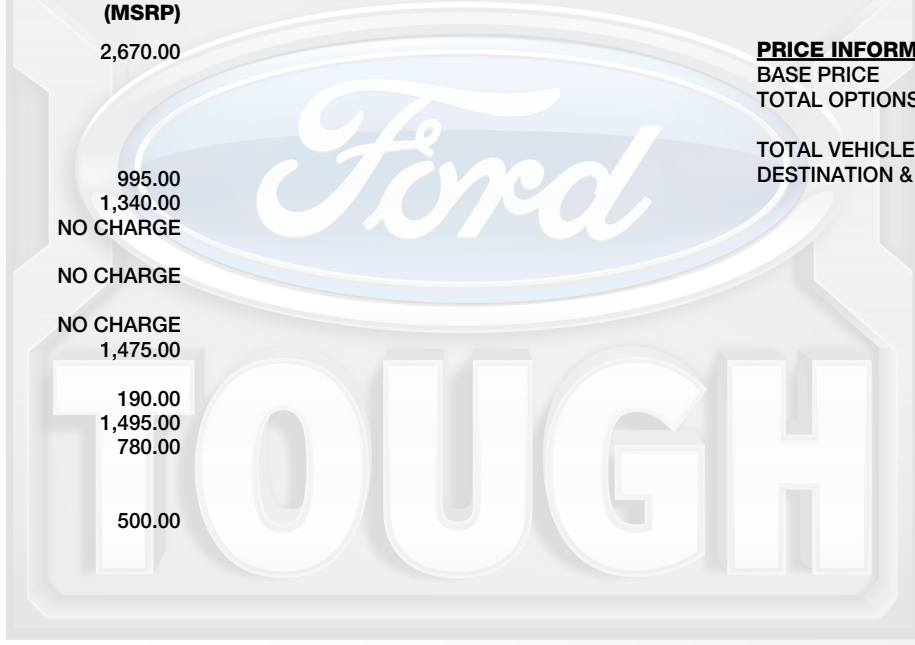 (MSRP)
2,670.00
995.00
1,340.00
NO CHARGE
NO CHARGE
NO CHARGE
1,475.00
190.00
1,495.00
780.00
500.00
PRICE INFORM
BASE PRICE
TOTAL OPTIONS
TOTAL VEHICLE
DESTINATION &
Ford
TOUGH